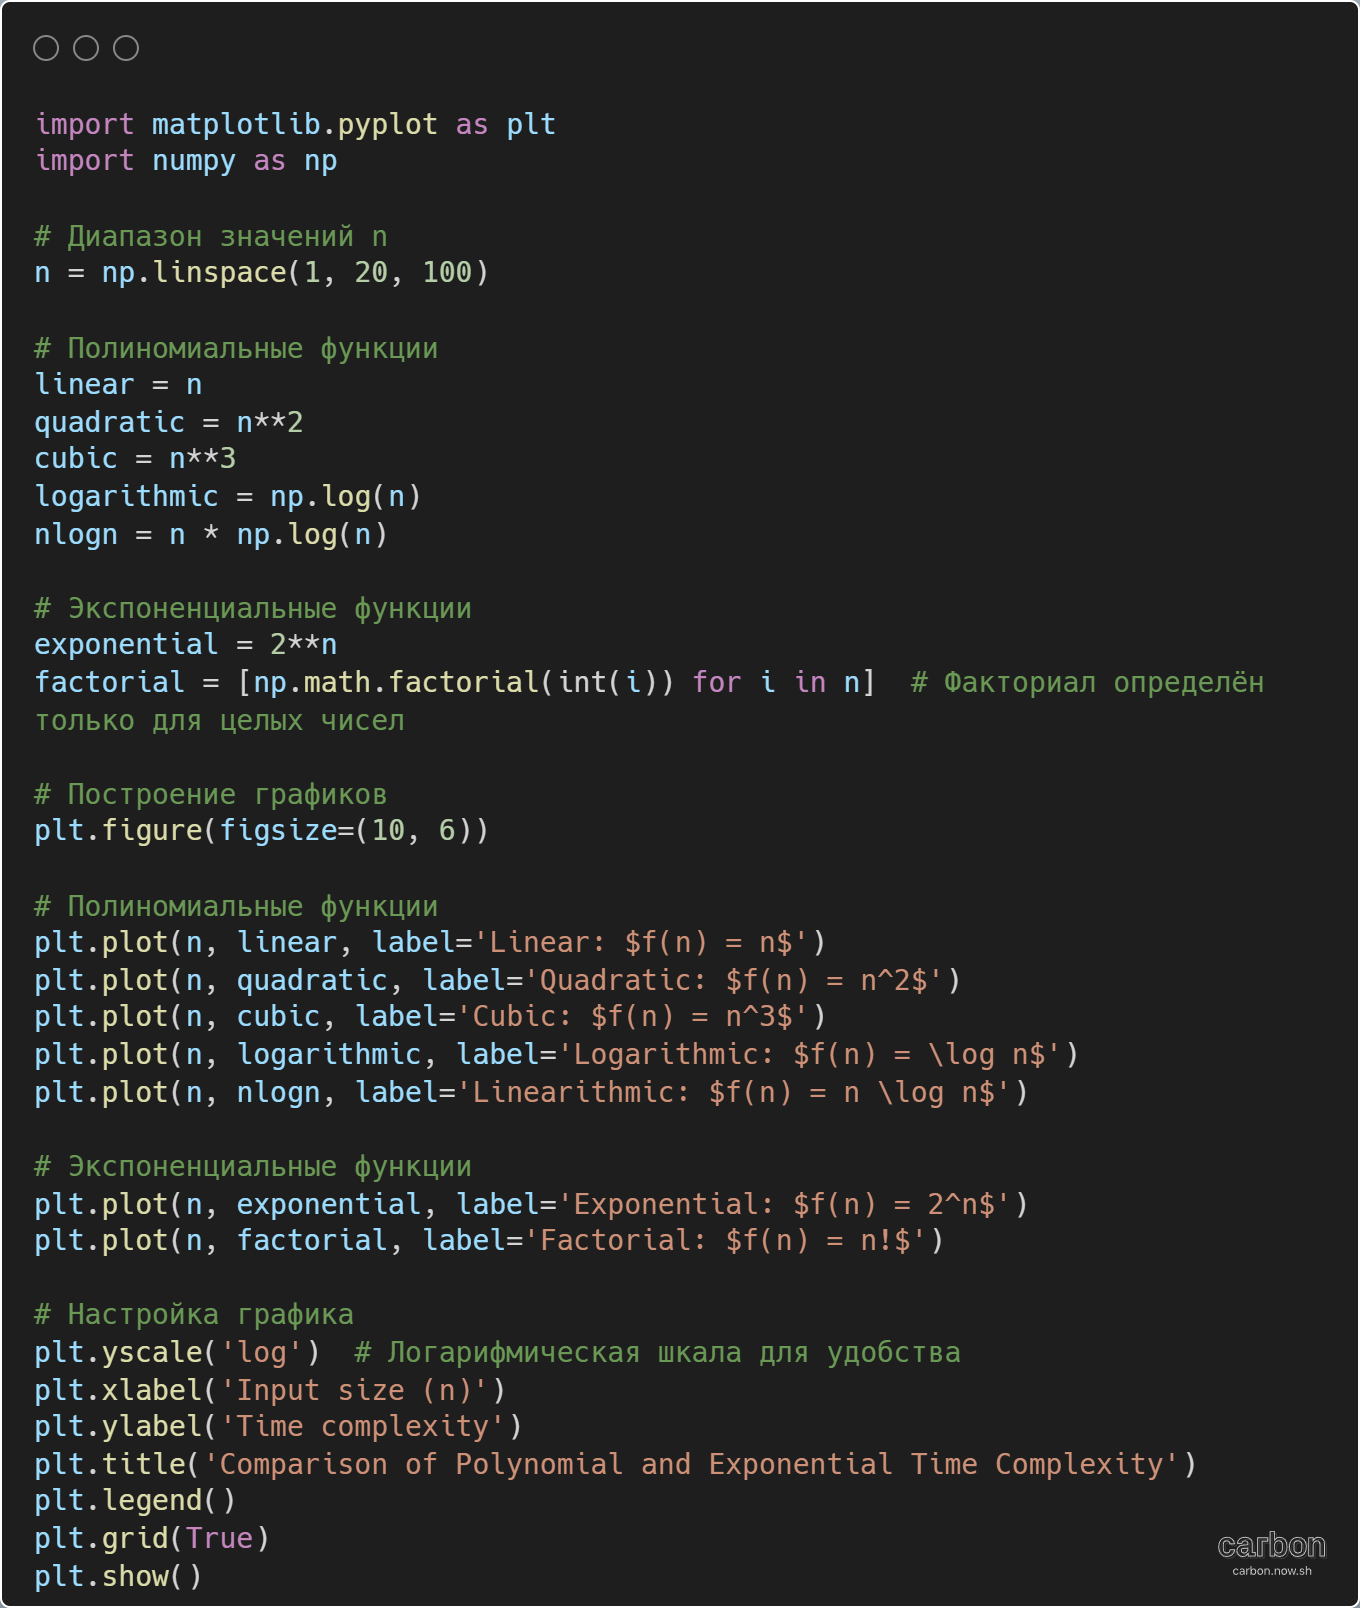 import matplotlib.pyplot as plt
import numpy as np
# Диапазон значений n
n = np.linspace(1, 20, 100)
# Полиномиальные функции
linear = n
quadratic = n**2
cubic = n**3
logarithmic = np.log(n)
nlogn = n * np.log(n)
# Экспоненциальные функции
exponential = 2**n
factorial = [np.math.factorial(int(i)) for i in n]  # Факториал определён
только для целых чисел
# Построение графиков
plt.figure(figsize=(10, 6))
# Полиномиальные функции
plt.plot(n, linear, label='Linear: $f(n) = n$')
plt.plot(n, quadratic, label='Quadratic: $f(n) = n^2$')
plt.plot(n, cubic, label='Cubic: $f(n) = n^3$')
plt.plot(n, logarithmic, label='Logarithmic: $f(n) = \log n$')
plt.plot(n, nlogn, label='Linearithmic: $f(n) = n \log n$')
# Экспоненциальные функции
plt.plot(n, exponential, label='Exponential: $f(n) = 2^n$')
plt.plot(n, factorial, label='Factorial: $f(n) = n!$')
# Настройка графика
plt.yscale('log')  # Логарифмическая шкала для удобства
plt.xlabel('Input size (n)')
plt.ylabel('Time complexity')
plt.title('Comparison of Polynomial and Exponential Time Complexity')
plt.legend()
plt.grid(True)
plt.show()
carbon
carbon.now.sh